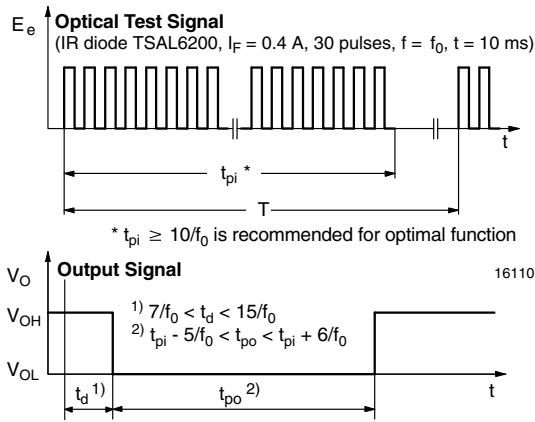 E_e
Optical Test Signal
(IR diode TSAL6200, I_F = 0.4 A, 30 pulses, f = f_0, t = 10 ms)
t
t_pi *
T
* t_pi ≥ 10/f_0 is recommended for optimal function
V_O
Output Signal
16110
V_OH
1) 7/f_0 < t_d < 15/f_0
2) t_pi - 5/f_0 < t_po < t_pi + 6/f_0
V_OL
t_d 1)
t_po 2)
t